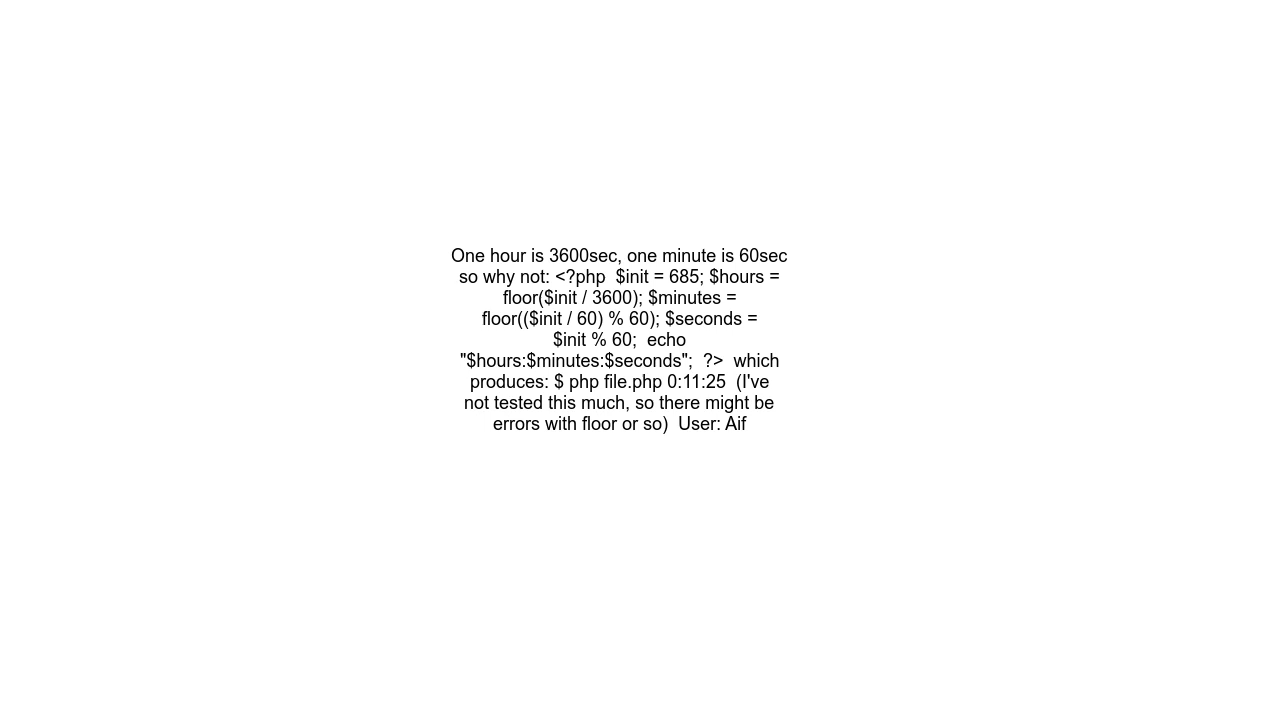 One hour is 3600sec, one minute is 60sec
so why not: <?php  $init = 685; $hours =
floor($init / 3600); $minutes =
floor(($init / 60) % 60); $seconds =
$init % 60;  echo
"$hours:$minutes:$seconds";  ?>  which
produces: $ php file.php 0:11:25  (I've
not tested this much, so there might be
errors with floor or so)  User: Aif